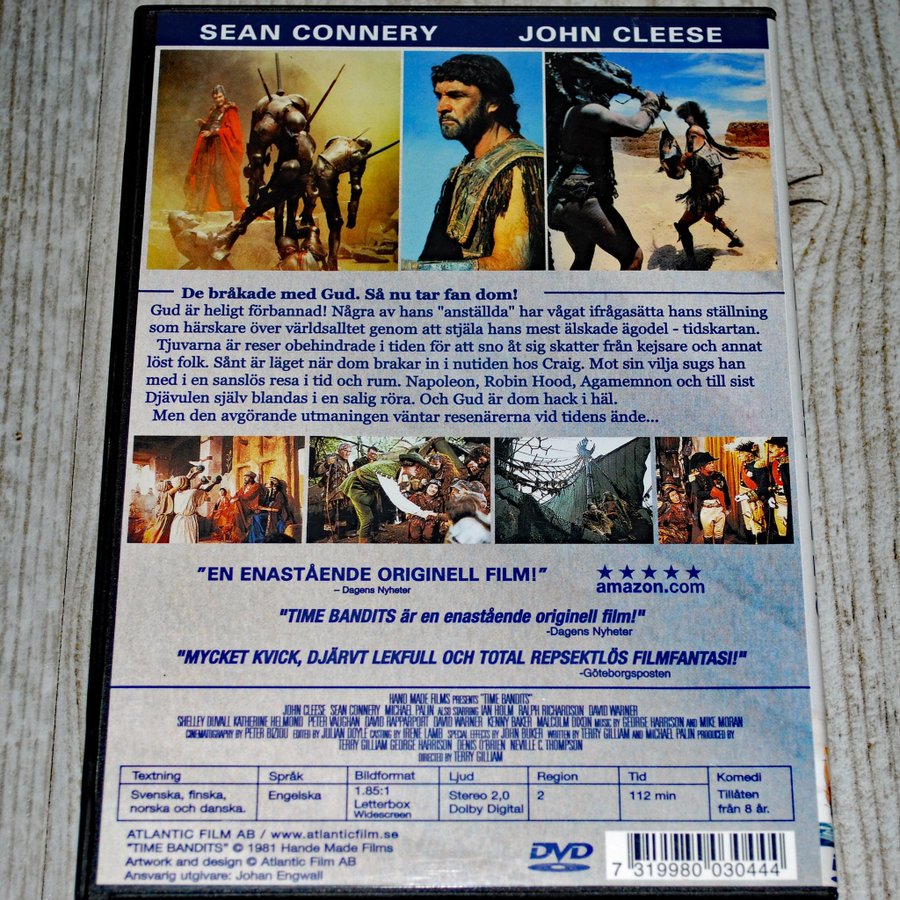 SEAN CONNERY JOHN CLEESE
De bråkade med Gud. Så nu tar fan dom!
Gud är heligt förbannad! Några av hans "anställda" har vågat ifrågasätta hans ställning
som härskare över världsalltet genom att stjäla hans mest älskade ägodel - tidskartan.
Tjuvarna är reser obehindrade i tiden för att sno åt sig skatter från kejsare och annat
löst folk. Sånt är läget när dom brakar in i nutiden hos Craig. Mot sin vilja sugs han
med i en sanslös resa i tid och rum. Napoleon, Robin Hood, Agamemnon och till sist
Djävulen själv blandas i en salig röra. Och Gud är dom hack i häl.
Men den avgörande utmaningen väntar resenärerna vid tidens ände...
"EN ENASTÅENDE ORIGINELL FILM!"
– Dagens Nyheter
★★★★★
amazon.com
"TIME BANDITS är en enastående originell film!"
-Dagens Nyheter
"MYCKET KVICK, DJÄRVT LEKFULL OCH TOTAL REPSEKTLÖS FILMFANTASI!"
-Göteborgsposten
HAND MADE FILMS PRESENTS "TIME BANDITS"
JOHN CLEESE SEAN CONNERY MICHAEL PALIN ALSO STARRING IAN HOLM RALPH RICHARDSON DAVID WARNER
SHELLEY DUVALL KATHERINE HELMOND PETER VAUGHAN DAVID RAPPARPORT DAVID WARNER KENNY BAKER MALCOLM DIXON MUSIC BY GEORGE HARRISON AND MIKE MORAN
CINEMATOGRAPHY BY PETER BIZIOU EDITED BY JULIAN DOYLE CASTING BY IRENE LAMB SPECIAL EFFECTS BY JOHN BUKER WRITTEN BY TERRY GILLIAM AND MICHAEL PALIN PRODUCED BY
TERRY GILLIAM GEORGE HARRISON DENIS O'BRIEN NEVILLE C. THOMPSON
DIRECTED BY TERRY GILLIAM
Textning Språk Bildformat Ljud Region Tid Komedi
Svenska, finska, Engelska 1.85:1 Stereo 2,0 2 112 min Tillåten
norska och danska. Letterbox Dolby Digital från 8 år.
Widescreen
ATLANTIC FILM AB / www.atlanticfilm.se
"TIME BANDITS" © 1981 Hande Made Films
Artwork and design © Atlantic Film AB
Ansvarig utgivare: Johan Engwall
DVD
VIDEO
7 319980 030444